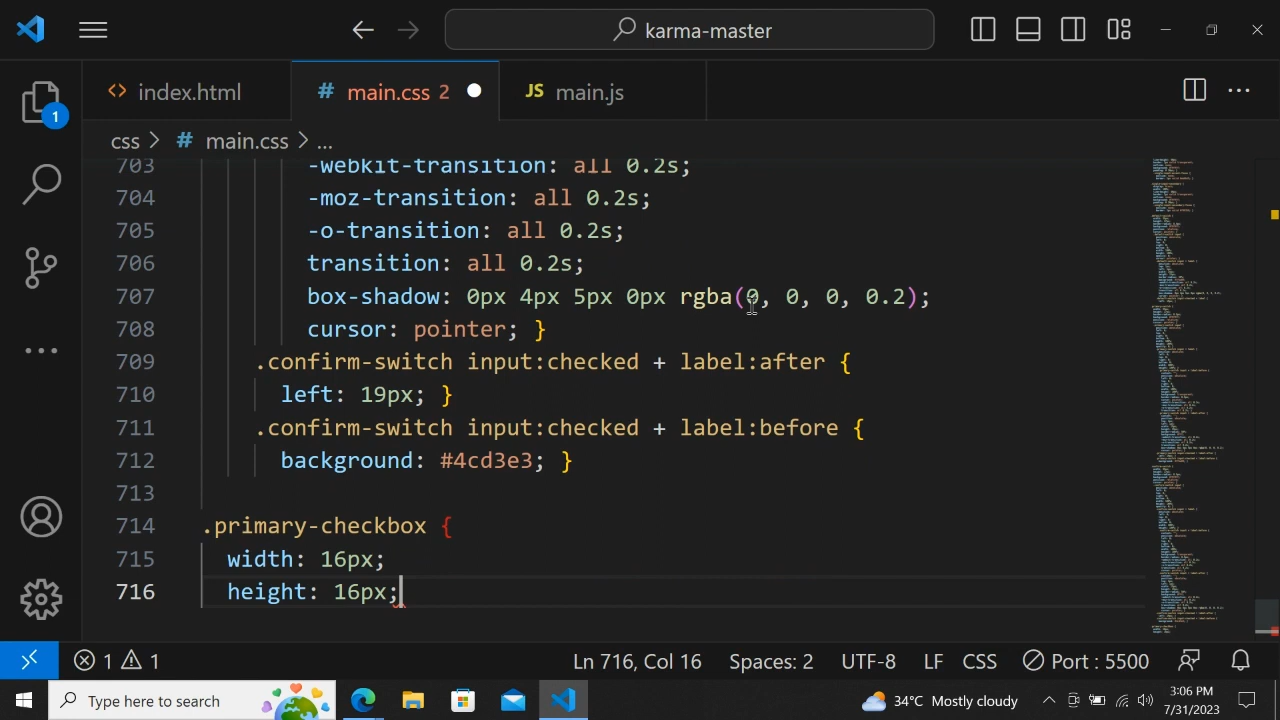 karma-master
index.html
# main.css 2
JS main.js
css > # main.css > ...
703 -webkit-transition: all 0.2s;
704 -moz-transition: all 0.2s;
705 -o-transition: all 0.2s;
706 transition: all 0.2s;
707 box-shadow: 0px 4px 5px 0px rgba(0, 0, 0, 0.2);
708 cursor: pointer; }
709 .confirm-switch input:checked + label:after {
710 left: 19px; }
711 .confirm-switch input:checked + label:before {
712 background: #4cd3e3; }
713
714 .primary-checkbox {
715 width: 16px;
716 height: 16px;
1
1 1
Ln 716, Col 16
Spaces: 2
UTF-8
LF
CSS
Port : 5500
Type here to search
34°C Mostly cloudly
3:06 PM
7/31/2023